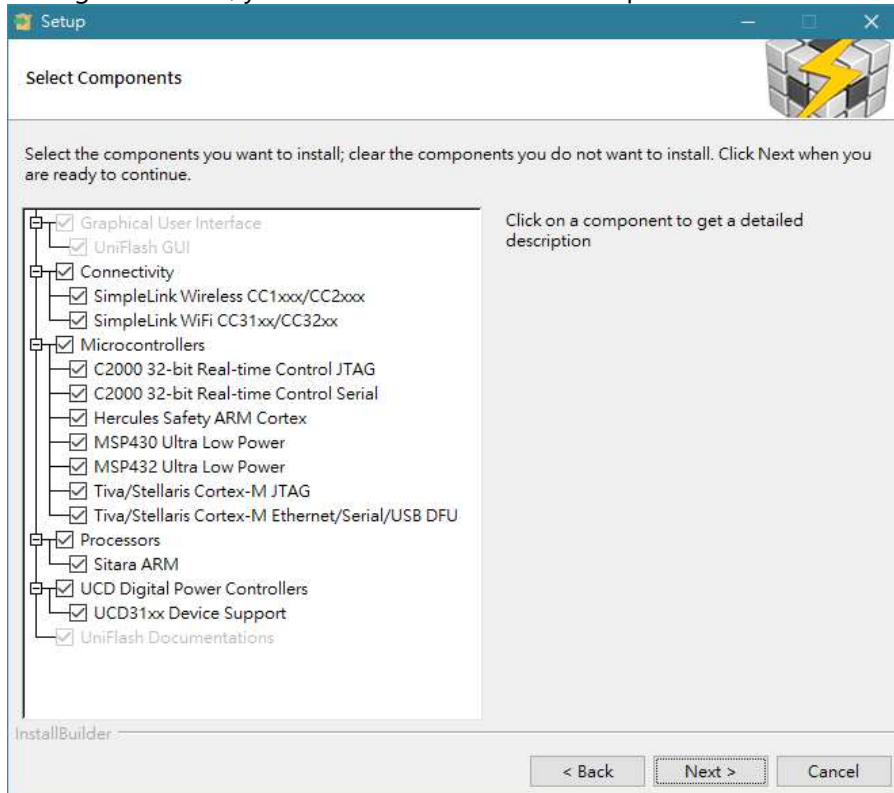 Setup
Select Components
Select the components you want to install; clear the components you do not want to install. Click Next when you
are ready to continue.
Graphical User Interface
UniFlash GUI
Connectivity
SimpleLink Wireless CC1xxx/CC2xxx
SimpleLink WiFi CC31xx/CC32xx
Microcontrollers
C2000 32-bit Real-time Control JTAG
C2000 32-bit Real-time Control Serial
Hercules Safety ARM Cortex
MSP430 Ultra Low Power
MSP432 Ultra Low Power
Tiva/Stellaris Cortex-M JTAG
Tiva/Stellaris Cortex-M Ethernet/Serial/USB DFU
Processors
Sitara ARM
UCD Digital Power Controllers
UCD31xx Device Support
UniFlash Documentations
Click on a component to get a detailed
description
InstallBuilder
< Back
Next >
Cancel